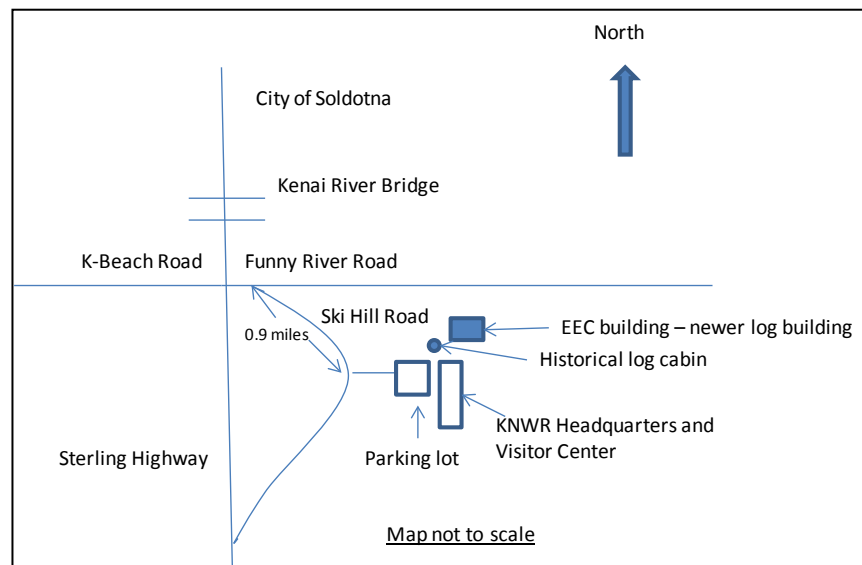 North
City of Soldotna
Kenai River Bridge
K-Beach Road
Funny River Road
Ski Hill Road
0.9 miles
EEC building – newer log building
Historical log cabin
KNWR Headquarters and
Visitor Center
Parking lot
Sterling Highway
Map not to scale